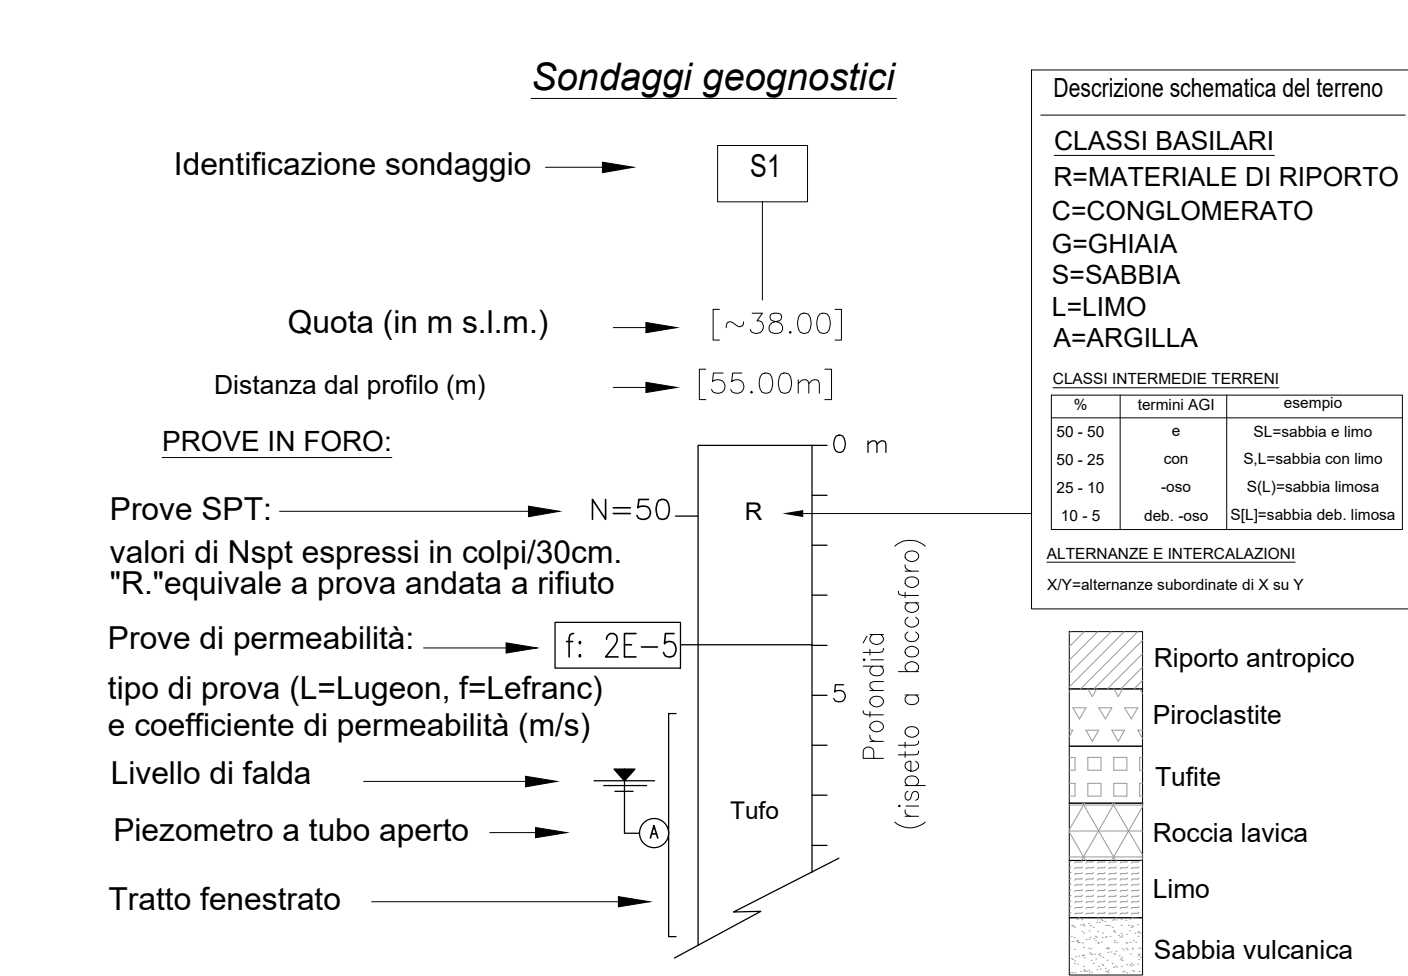 Sondaggi geognostici
Identificazione sondaggio
S1
Quota (in m s.l.m.)
[~38.00]
Distanza dal profilo (m)
[55.00m]
PROVE IN FORO:
0 m
Prove SPT:
N=50
R
valori di Nspt espressi in colpi/30cm.
"R."equivale a prova andata a rifiuto
Prove di permeabilità:
f: 2E-5
tipo di prova (L=Lugeon, f=Lefranc)
e coefficiente di permeabilità (m/s)
5
Profondità
(rispetto a boccaforo)
Livello di falda
Piezometro a tubo aperto
A
Tufo
Tratto fenestrato
Descrizione schematica del terreno
CLASSI BASILARI
R=MATERIALE DI RIPORTO
C=CONGLOMERATO
G=GHIAIA
S=SABBIA
L=LIMO
A=ARGILLA
CLASSI INTERMEDIE TERRENI
% termini AGI esempio
50 - 50 e SL=sabbia e limo
50 - 25 con S,L=sabbia con limo
25 - 10 -oso S(L)=sabbia limosa
10 - 5 deb. -oso S[L]=sabbia deb. limosa
ALTERNANZE E INTERCALAZIONI
X/Y=alternanze subordinate di X su Y
Riporto antropico
Piroclastite
Tufite
Roccia lavica
Limo
Sabbia vulcanica